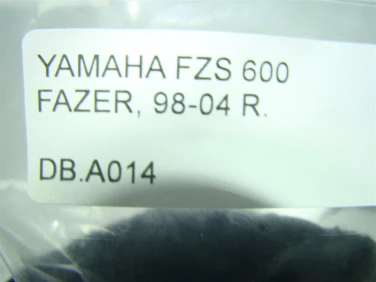 YAMAHA FZS 600
FAZER, 98-04 R.
DB.A014